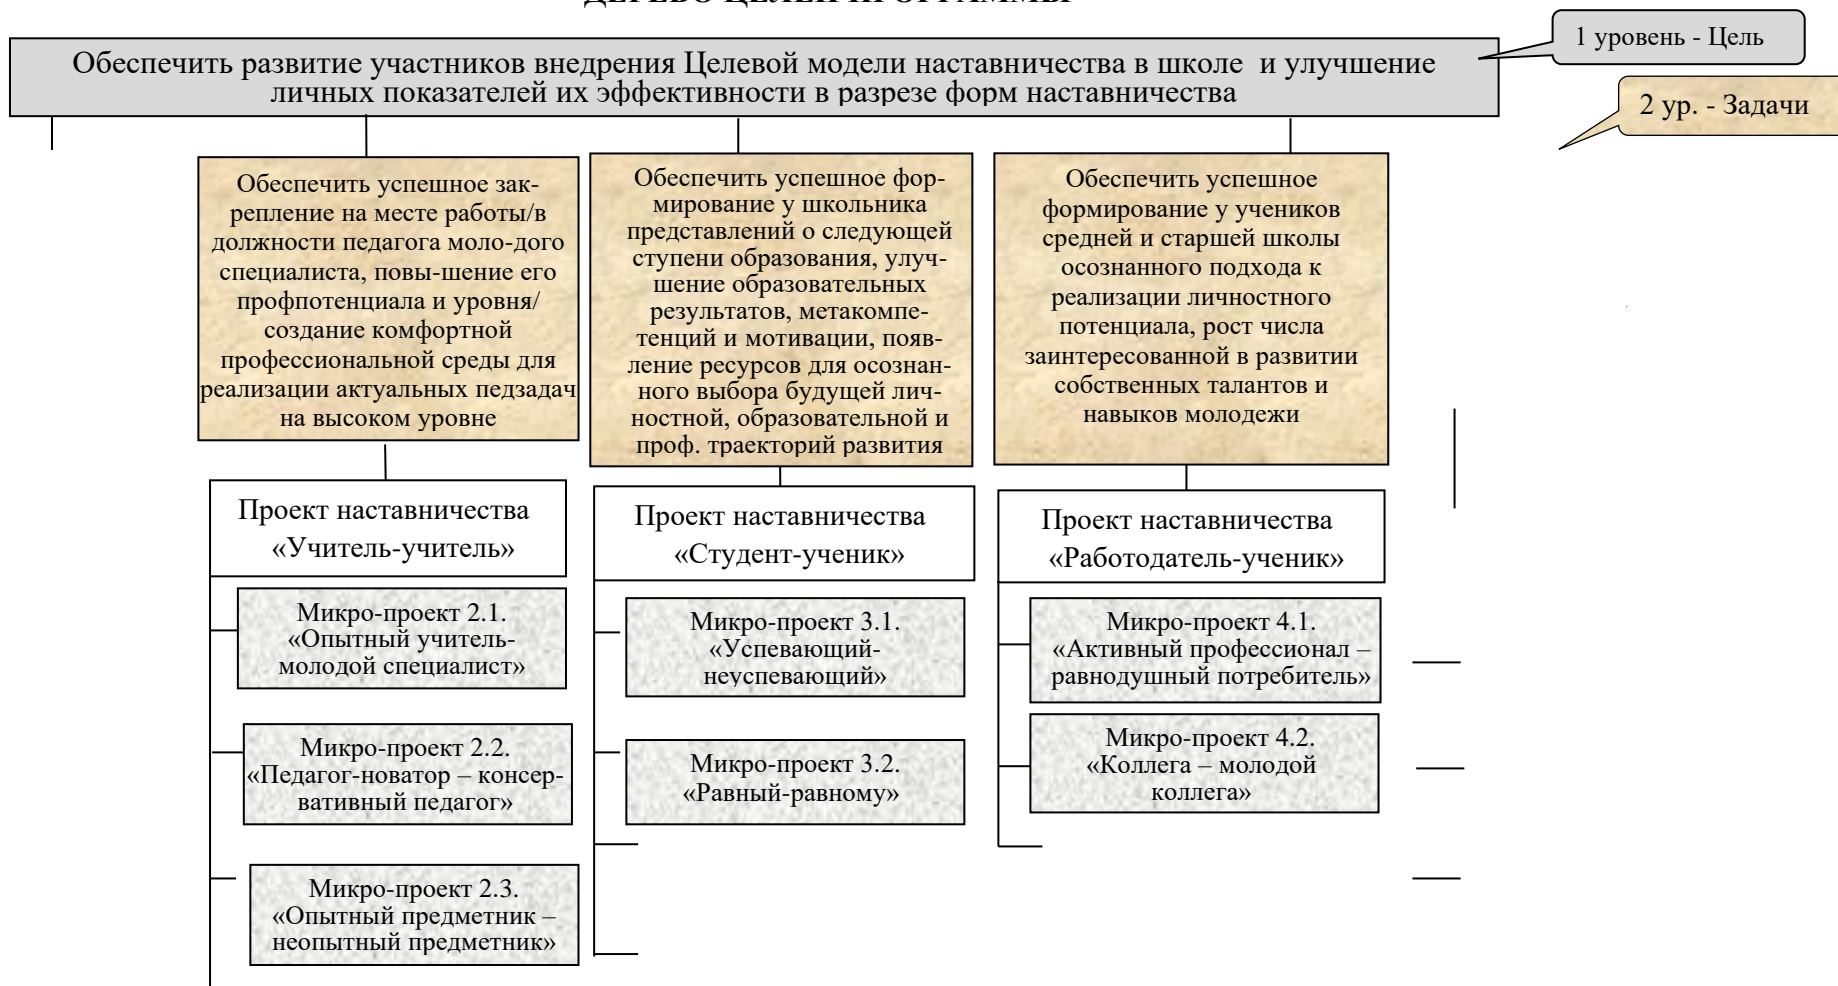 ДЕРЕВО ЦЕЛЕЙ ПРОГРАММЫ
1 уровень - Цель
Обеспечить развитие участников внедрения Целевой модели наставничества в школе и улучшение
личных показателей их эффективности в разрезе форм наставничества
2 ур. - Задачи
Обеспечить успешное зак-
репление на месте работы/в
должности педагога моло-дого
специалиста, повы-шение его
профпотенциала и уровня/
создание комфортной
профессиональной среды для
реализации актуальных педзадач
на высоком уровне
Обеспечить успешное фор-
мирование у школьника
представлений о следующей
ступени образования, улуч-
шение образовательных
результатов, метакомпе-
тенций и мотивации, появ-
ление ресурсов для осознан-
ного выбора будущей лич-
ностной, образовательной и
проф. траекторий развития
Обеспечить успешное
формирование у учеников
средней и старшей школы
осознанного подхода к
реализации личностного
потенциала, рост числа
заинтересованной в развитии
собственных талантов и
навыков молодежи
Проект наставничества
«Учитель-учитель»
Проект наставничества
«Студент-ученик»
Проект наставничества
«Работодатель-ученик»
Микро-проект 2.1.
«Опытный учитель-
молодой специалист»
Микро-проект 3.1.
«Успевающий-
неуспевающий»
Микро-проект 4.1.
«Активный профессионал –
равнодушный потребитель»
Микро-проект 2.2.
«Педагог-новатор – консер-
вативный педагог»
Микро-проект 3.2.
«Равный-равному»
Микро-проект 4.2.
«Коллега – молодой
коллега»
Микро-проект 2.3.
«Опытный предметник –
неопытный предметник»